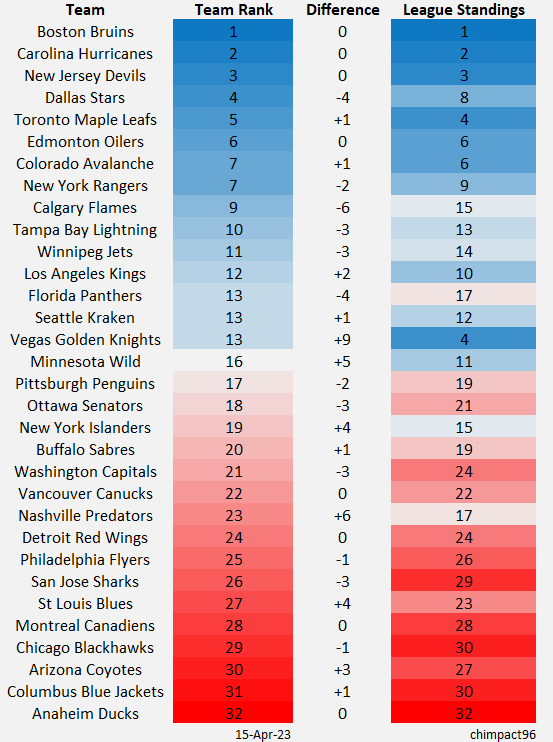 Team Team Rank Difference League Standings
Boston Bruins 1 0 1
Carolina Hurricanes 2 0 2
New Jersey Devils 3 0 3
Dallas Stars 4 -4 8
Toronto Maple Leafs 5 +1 4
Edmonton Oilers 6 0 6
Colorado Avalanche 7 +1 6
New York Rangers 7 -2 9
Calgary Flames 9 -6 15
Tampa Bay Lightning 10 -3 13
Winnipeg Jets 11 -3 14
Los Angeles Kings 12 +2 10
Florida Panthers 13 -4 17
Seattle Kraken 13 +1 12
Vegas Golden Knights 13 +9 4
Minnesota Wild 16 +5 11
Pittsburgh Penguins 17 -2 19
Ottawa Senators 18 -3 21
New York Islanders 19 +4 15
Buffalo Sabres 20 +1 19
Washington Capitals 21 -3 24
Vancouver Canucks 22 0 22
Nashville Predators 23 +6 17
Detroit Red Wings 24 0 24
Philadelphia Flyers 25 -1 26
San Jose Sharks 26 -3 29
St Louis Blues 27 +4 23
Montreal Canadiens 28 0 28
Chicago Blackhawks 29 -1 30
Arizona Coyotes 30 +3 27
Columbus Blue Jackets 31 +1 30
Anaheim Ducks 32 0 32
15-Apr-23 chimpact96